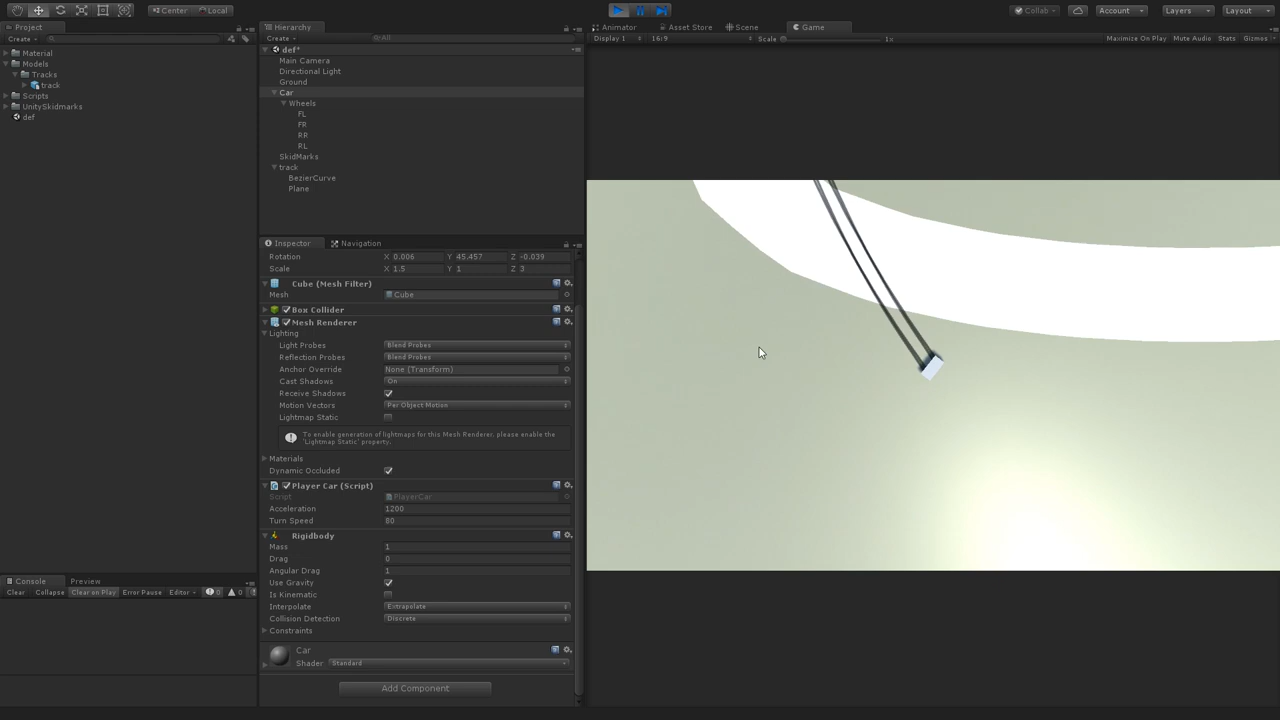 Center
Local
Collab
Account
Layers
Layout
Project
Create
Material
Models
Tracks
track
Scripts
UnitySkidmarks
def
Hierarchy
Create
All
def*
Main Camera
Directional Light
Ground
Car
Wheels
FL
FR
RR
RL
SkidMarks
track
BezierCurve
Plane
Inspector
Navigation
Rotation X 0.006 Y 45.457 Z -0.039
Scale X 1.5 Y 1 Z 3
Cube (Mesh Filter)
Mesh Cube
Box Collider
Mesh Renderer
Lighting
Light Probes Blend Probes
Reflection Probes Blend Probes
Anchor Override None (Transform)
Cast Shadows On
Receive Shadows
Motion Vectors Per Object Motion
Lightmap Static
To enable generation of lightmaps for this Mesh Renderer, please enable the
'Lightmap Static' property.
Materials
Dynamic Occluded
Player Car (Script)
Script PlayerCar
Acceleration 1200
Turn Speed 80
Rigidbody
Mass 1
Drag 0
Angular Drag 1
Use Gravity
Is Kinematic
Interpolate Extrapolate
Collision Detection Discrete
Constraints
Car
Shader Standard
Add Component
Console
Preview
Clear Collapse Clear on Play Error Pause Editor 0 0
Animator
Asset Store
Scene
Game
Display 1 16:9 Scale 1x Maximize On Play Mute Audio Stats Gizmos